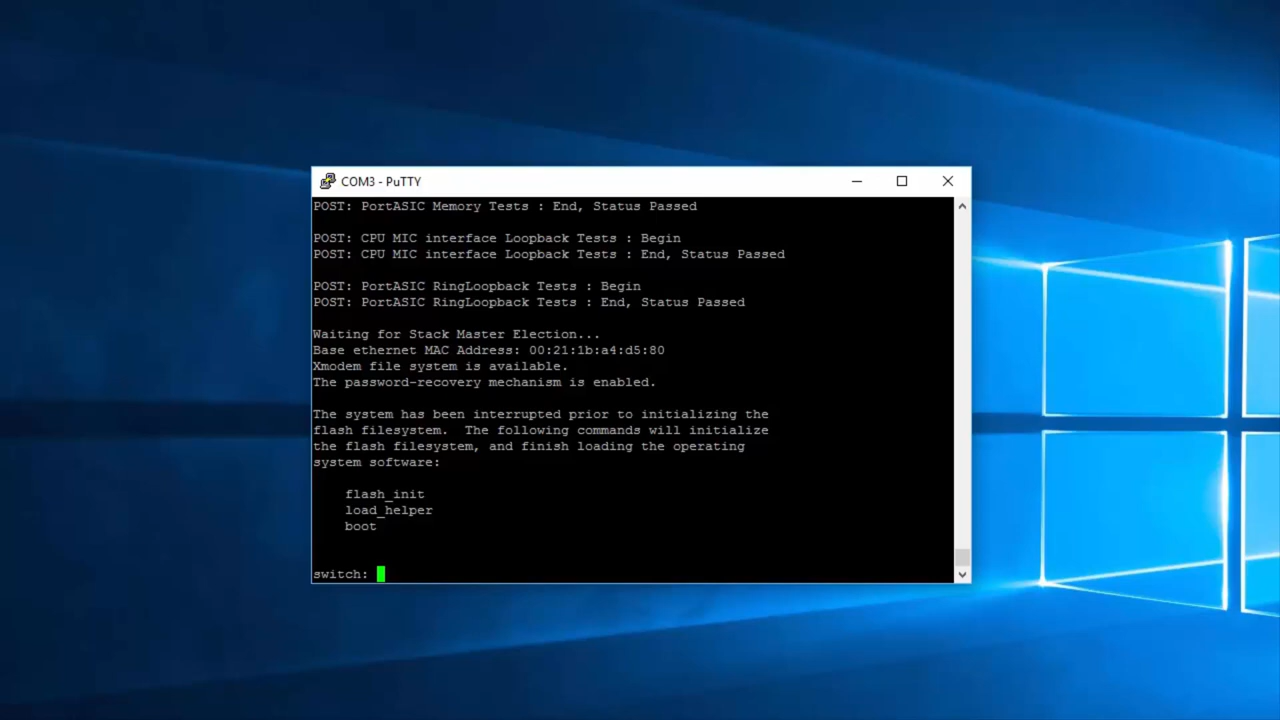 COM3 - PuTTY
POST: PortASIC Memory Tests : End, Status Passed
POST: CPU MIC interface Loopback Tests : Begin
POST: CPU MIC interface Loopback Tests : End, Status Passed
POST: PortASIC RingLoopback Tests : Begin
POST: PortASIC RingLoopback Tests : End, Status Passed
Waiting for Stack Master Election...
Base ethernet MAC Address: 00:21:1b:a4:d5:80
Xmodem file system is available.
The password-recovery mechanism is enabled.
The system has been interrupted prior to initializing the
flash filesystem.  The following commands will initialize
the flash filesystem, and finish loading the operating
system software:
flash_init
load_helper
boot
switch: